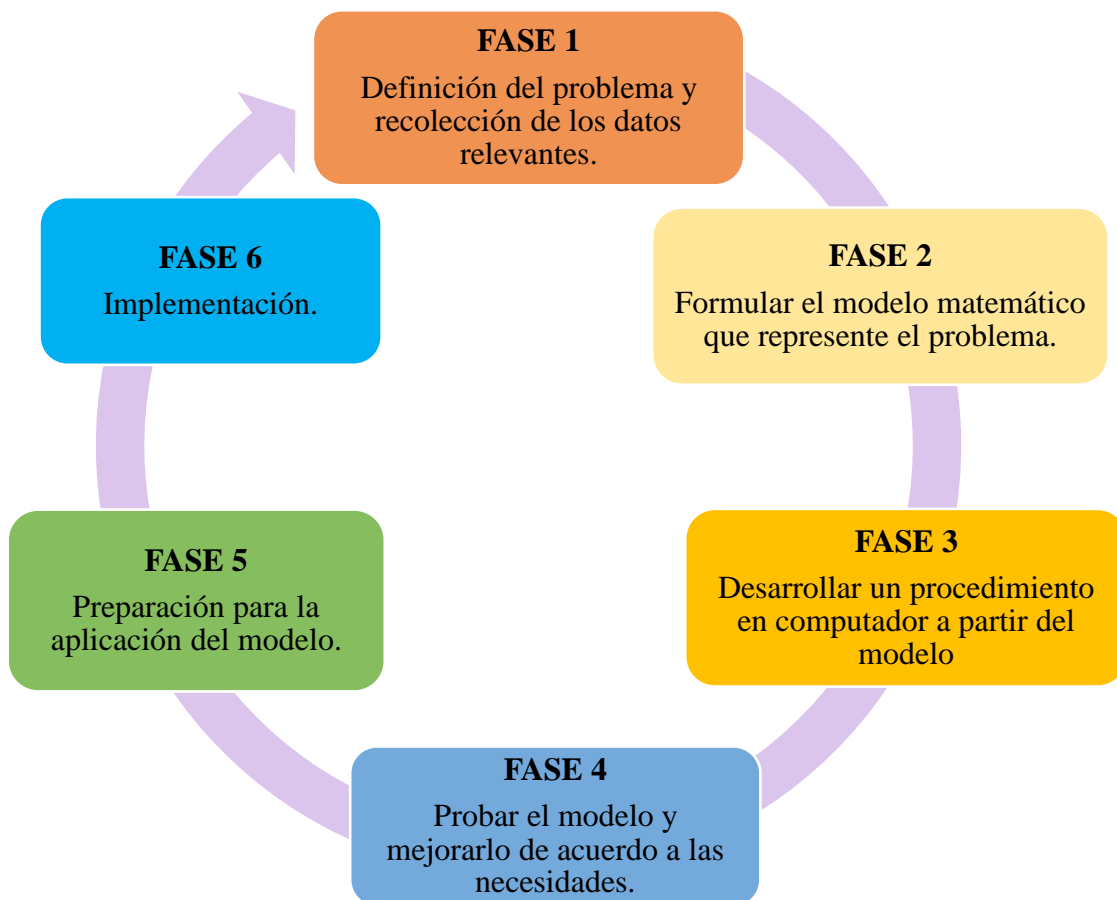 FASE 1
Definición del problema y
recolección de los datos
relevantes.
FASE 2
Formular el modelo matemático
que represente el problema.
FASE 3
Desarrollar un procedimiento
en computador a partir del
modelo
FASE 4
Probar el modelo y
mejorarlo de acuerdo a las
necesidades.
FASE 5
Preparación para la
aplicación del modelo.
FASE 6
Implementación.